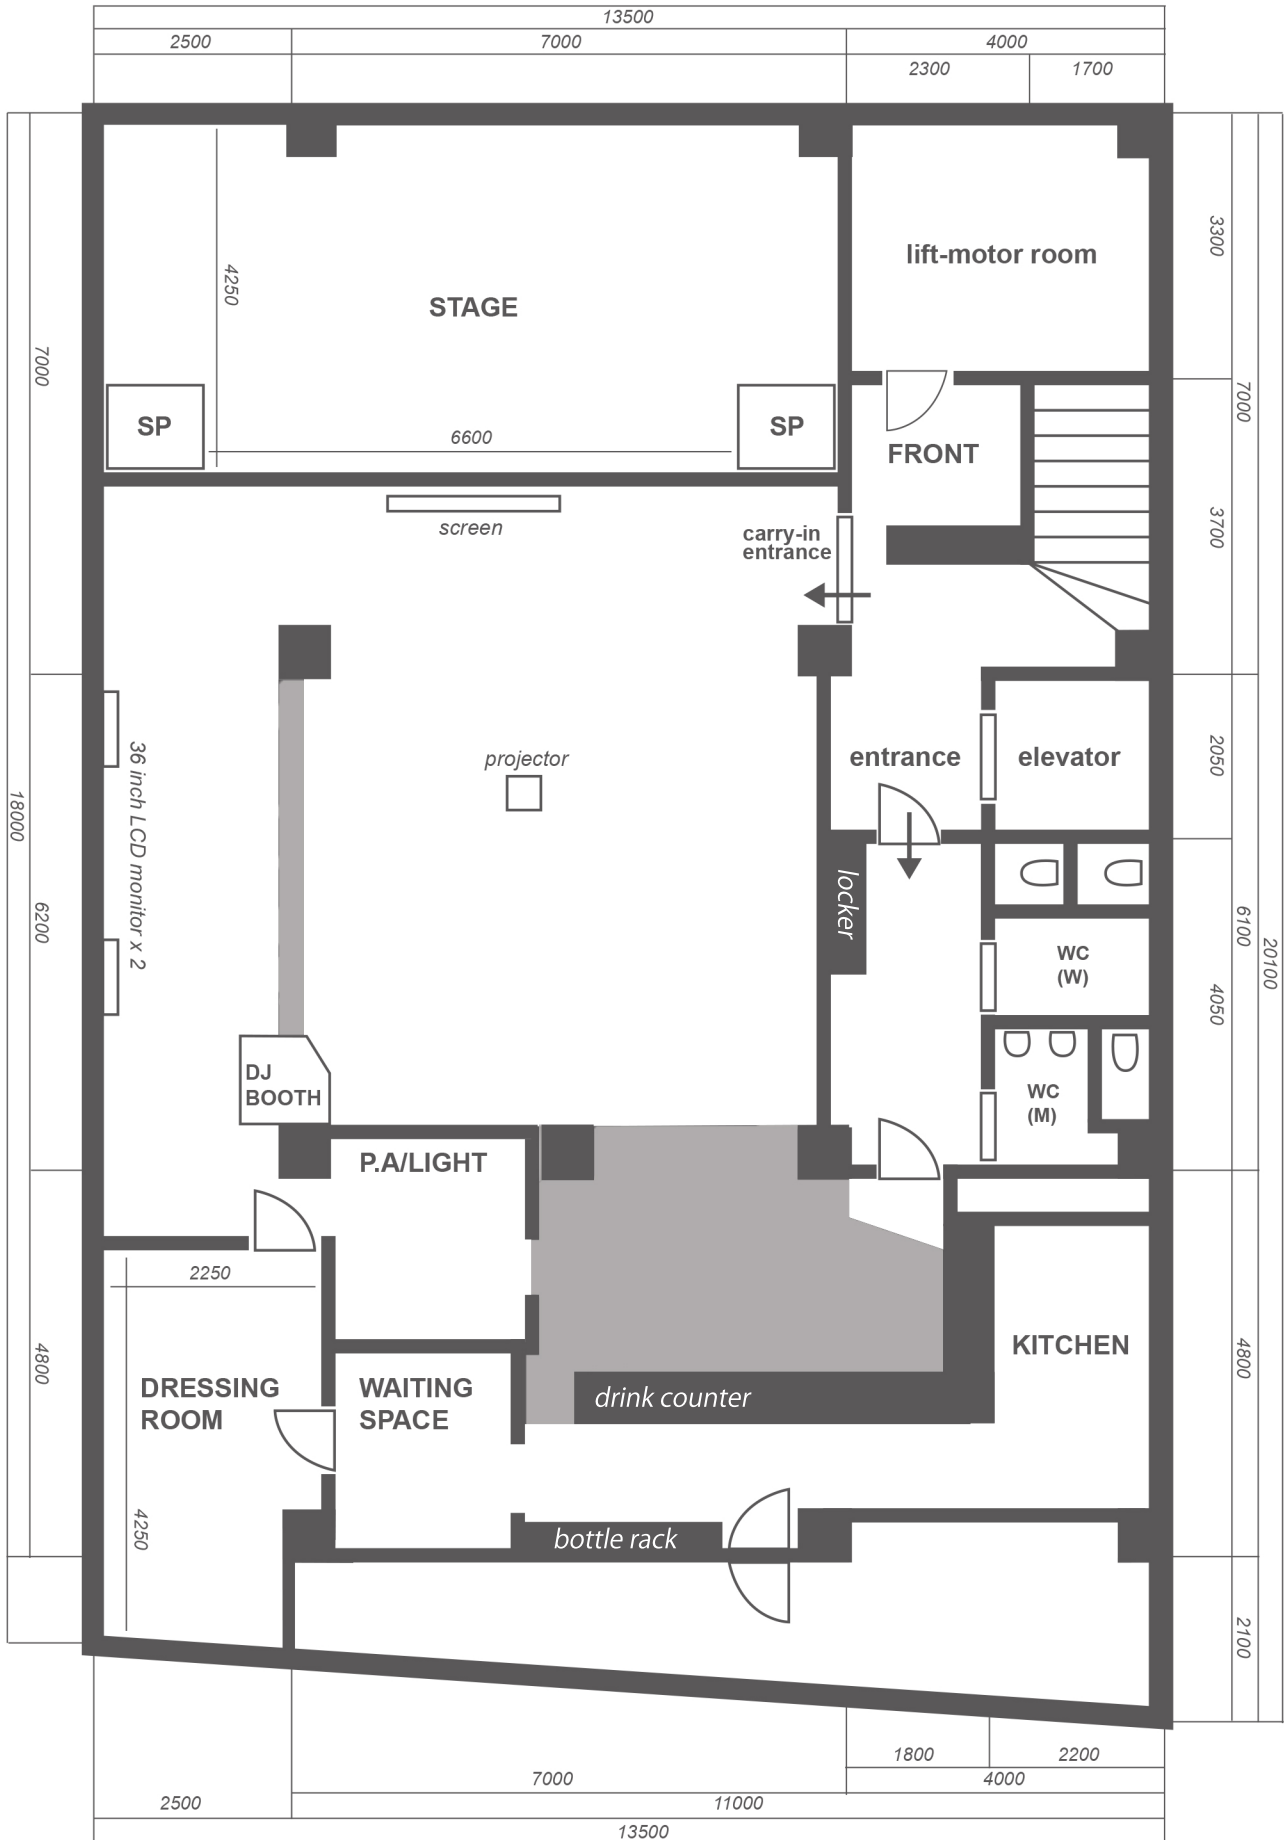 13500
2500
7000
4000
2300
1700
lift-motor room
3300
4250
STAGE
7000
7000
SP
6600
SP
FRONT
screen
carry-in
entrance
3700
projector
entrance
elevator
2050
36 inch LCD monitor x 2
18000
locker
6200
WC
(W)
6100
20100
4050
DJ
BOOTH
WC
(M)
P.A/LIGHT
2250
KITCHEN
4800
4800
DRESSING
ROOM
WAITING
SPACE
drink counter
4250
bottle rack
2100
1800
2200
7000
4000
2500
11000
13500